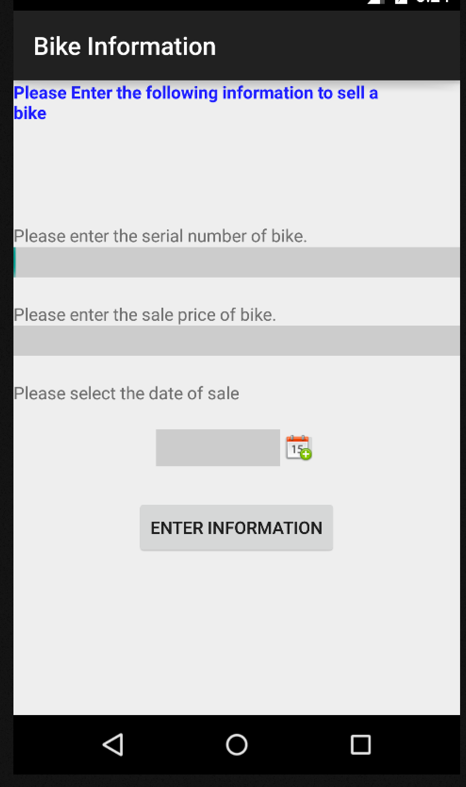 Bike Information
Please Enter the following information to sell a
bike
Please enter the serial number of bike.
Please enter the sale price of bike.
Please select the date of sale
15
ENTER INFORMATION